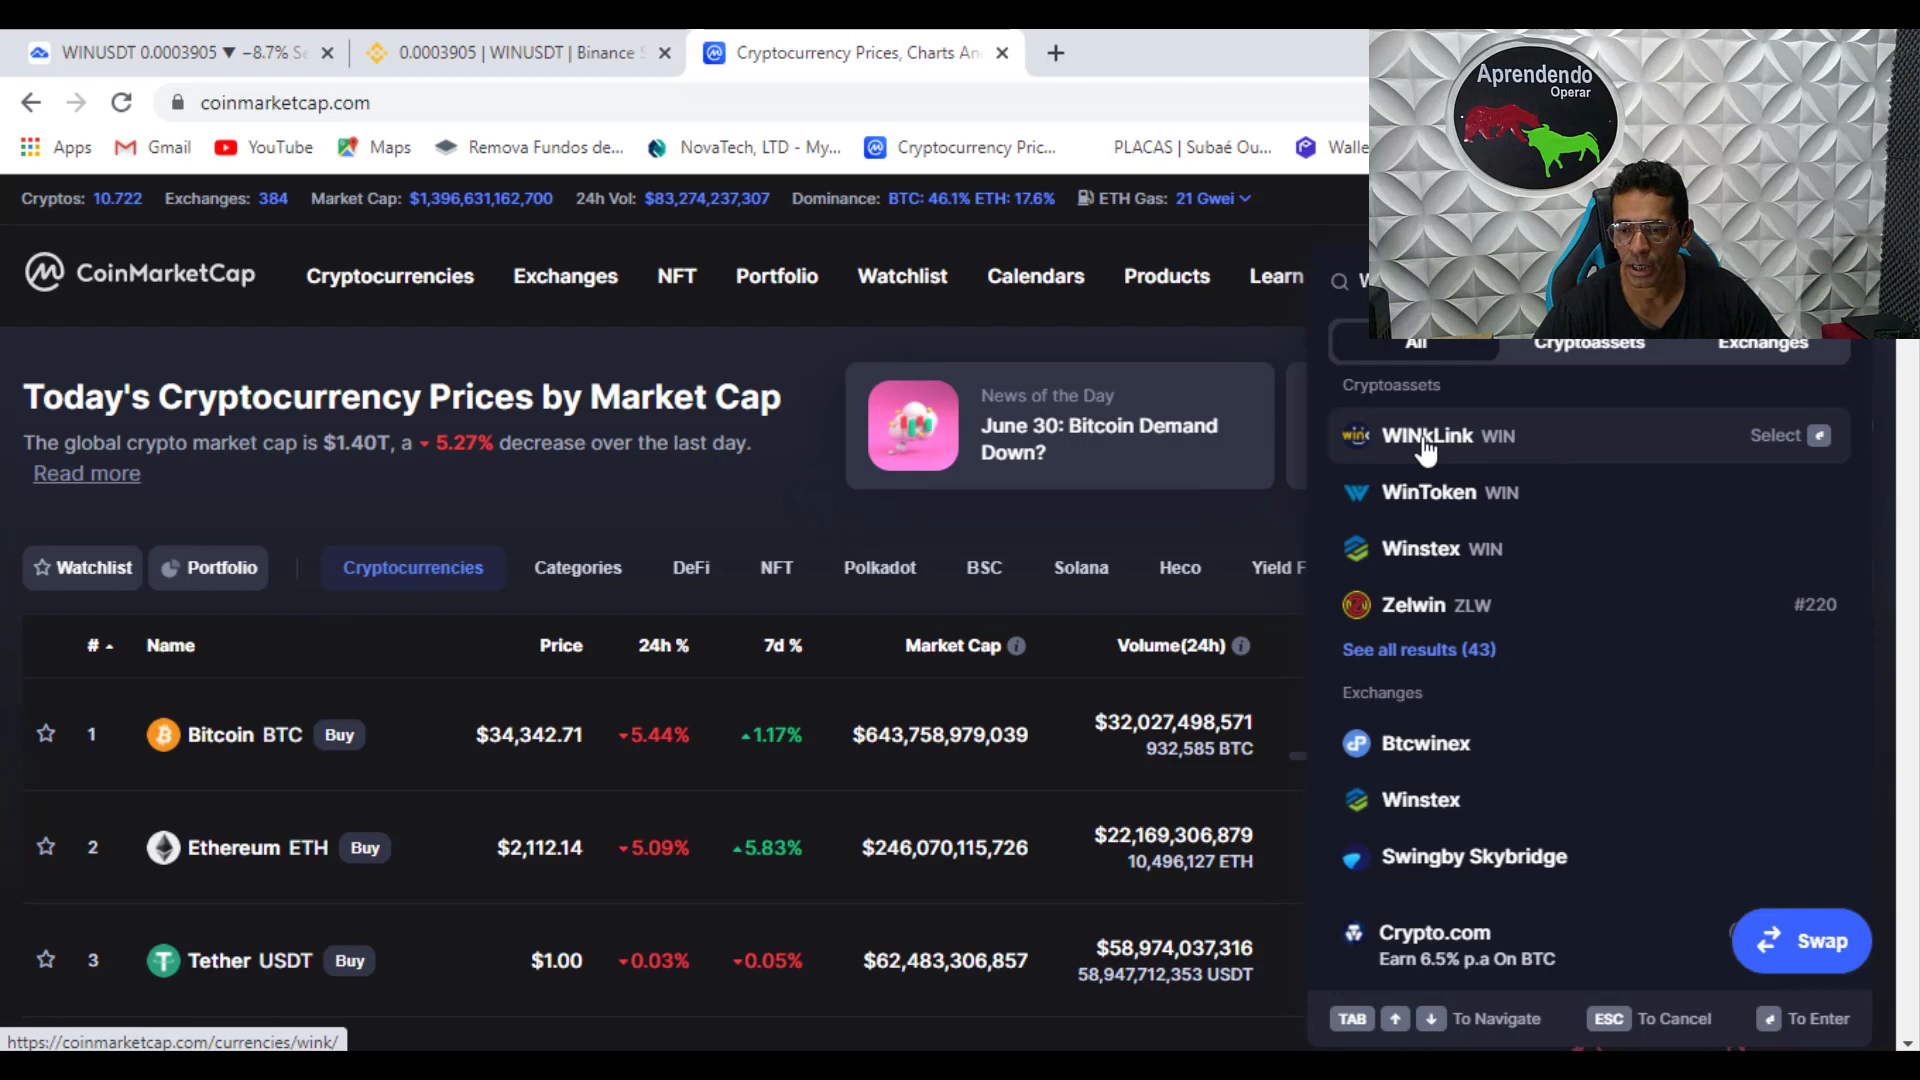 WINUSDT 0.0003905 ▼ −8.7% Se
0.0003905 | WINUSDT | Binance S
Cryptocurrency Prices, Charts An
coinmarketcap.com
Apps
Gmail
YouTube
Maps
Remova Fundos de...
NovaTech, LTD - My...
Cryptocurrency Pric...
PLACAS | Subaé Ou...
Walle
Aprendendo
Operar
Cryptos: 10.722 Exchanges: 384 Market Cap: $1,396,631,162,700 24h Vol: $83,274,237,307 Dominance: BTC: 46.1% ETH: 17.6% ETH Gas: 21 Gwei
CoinMarketCap
Cryptocurrencies Exchanges NFT Portfolio Watchlist Calendars Products Learn
Today's Cryptocurrency Prices by Market Cap
The global crypto market cap is $1.40T, a 5.27% decrease over the last day.
Read more
News of the Day
June 30: Bitcoin Demand
Down?
Watchlist Portfolio Cryptocurrencies Categories DeFi NFT Polkadot BSC Solana Heco Yield F
# Name Price 24h % 7d % Market Cap Volume(24h)
1 Bitcoin BTC Buy $34,342.71 5.44% 1.17% $643,758,979,039 $32,027,498,571
932,585 BTC
2 Ethereum ETH Buy $2,112.14 5.09% 5.83% $246,070,115,726 $22,169,306,879
10,496,127 ETH
3 Tether USDT Buy $1.00 0.03% 0.05% $62,483,306,857 $58,974,037,316
58,947,712,353 USDT
All Cryptoassets Exchanges
Cryptoassets
WINkLink WIN Select
WinToken WIN
Winstex WIN
Zelwin ZLW #220
See all results (43)
Exchanges
Btcwinex
Winstex
Swingby Skybridge
Crypto.com
Earn 6.5% p.a On BTC
Swap
TAB To Navigate ESC To Cancel To Enter
https://coinmarketcap.com/currencies/wink/